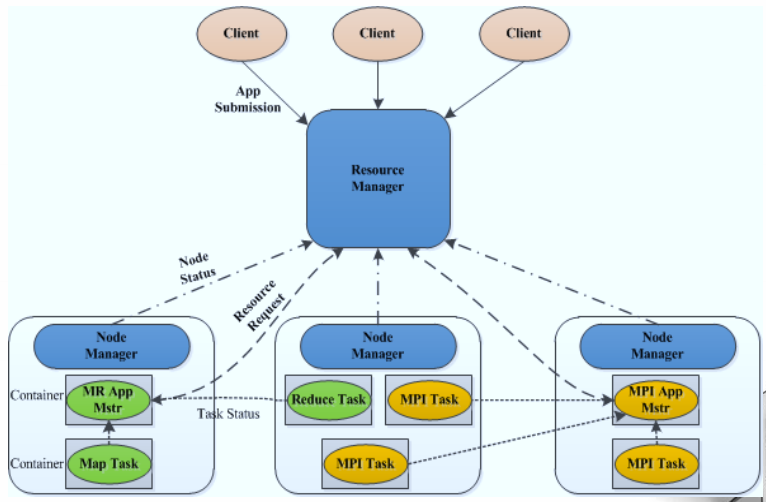 Client
Client
Client
App
Submission
Resource
Manager
Node
Status
Resource
Request
Node
Manager
Node
Manager
Node
Manager
Container
MR App
Mstr
Reduce Task
MPI Task
MPI App
Mstr
Task Status
Container
Map Task
MPI Task
MPI Task